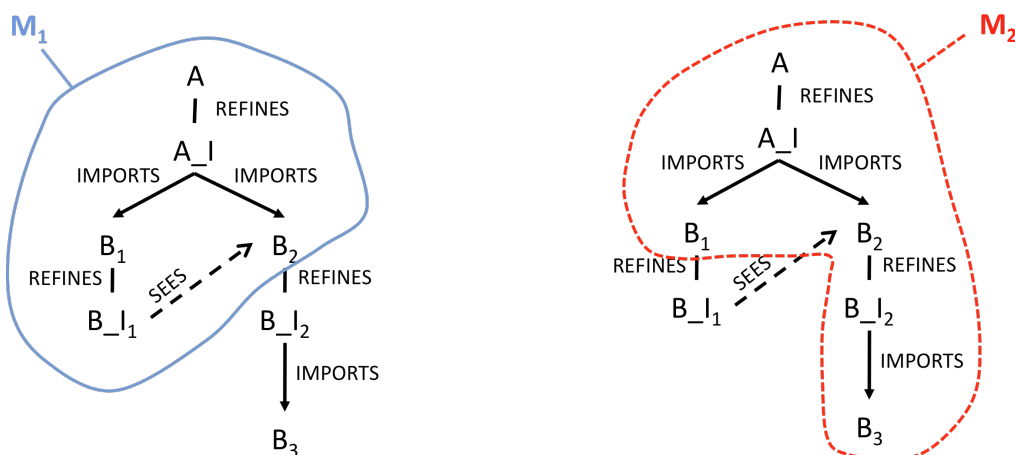 M₁
A
REFINES
A_I
IMPORTS IMPORTS
B₁ B₂
REFINES SEES REFINES
B_I₁ B_I₂
IMPORTS
B₃
M₂
A
REFINES
A_I
IMPORTS IMPORTS
B₁ B₂
REFINES SEES REFINES
B_I₁ B_I₂
IMPORTS
B₃